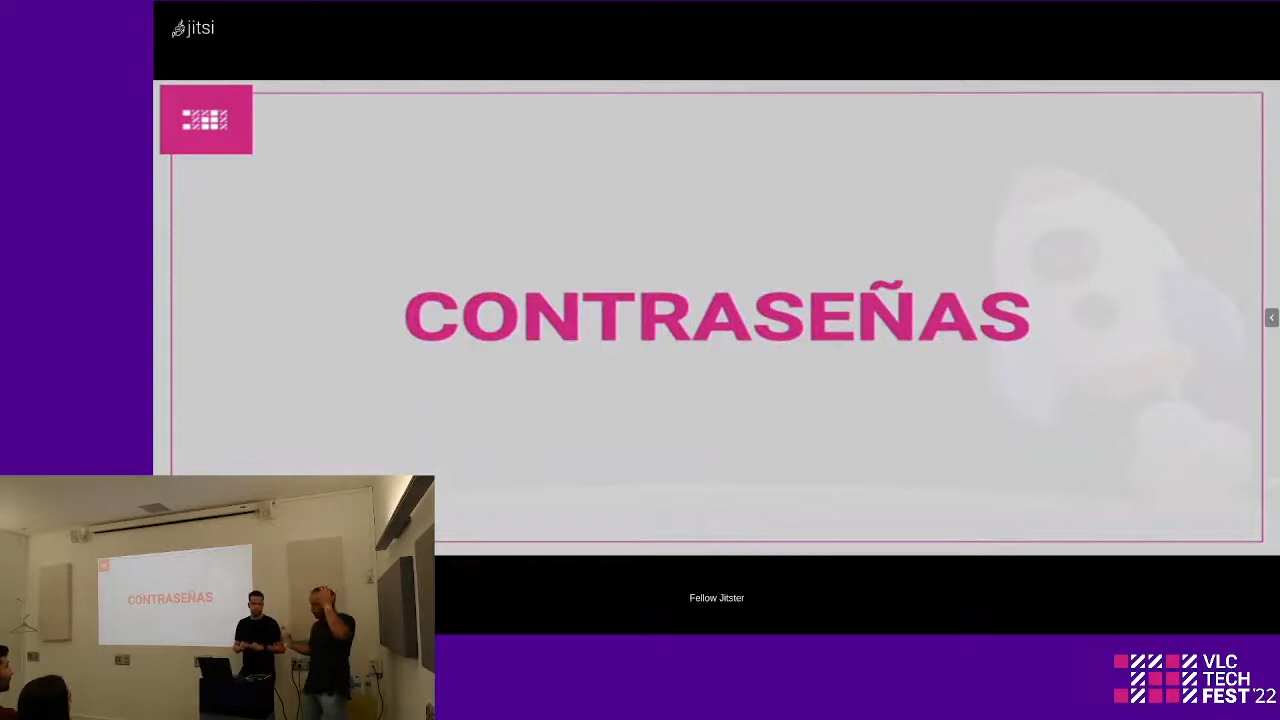 jitsi
CONTRASEÑAS
CONTRASEÑAS
Fellow Jitster
VLC
TECH
FEST'22